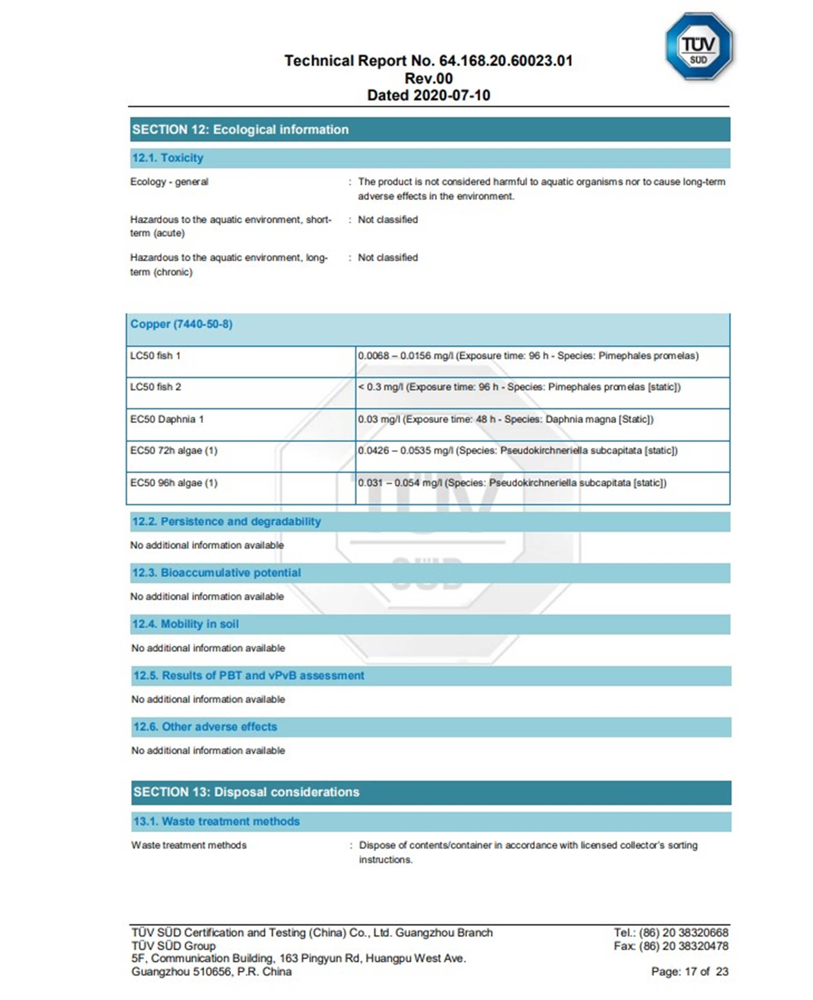 TÜV
SÜD
Technical Report No. 64.168.20.60023.01
Rev.00
Dated 2020-07-10
SECTION 12: Ecological information
12.1. Toxicity
Ecology - general : The product is not considered harmful to aquatic organisms nor to cause long-term
adverse effects in the environment.
Hazardous to the aquatic environment, short- : Not classified
term (acute)
Hazardous to the aquatic environment, long- : Not classified
term (chronic)
Copper (7440-50-8)
LC50 fish 1 0.0068 – 0.0156 mg/l (Exposure time: 96 h - Species: Pimephales promelas)
LC50 fish 2 < 0.3 mg/l (Exposure time: 96 h - Species: Pimephales promelas [static])
EC50 Daphnia 1 0.03 mg/l (Exposure time: 48 h - Species: Daphnia magna [Static])
EC50 72h algae (1) 0.0426 – 0.0535 mg/l (Species: Pseudokirchneriella subcapitata [static])
EC50 96h algae (1) 0.031 – 0.054 mg/l (Species: Pseudokirchneriella subcapitata [static])
TÜV
SÜD
12.2. Persistence and degradability
No additional information available
12.3. Bioaccumulative potential
No additional information available
12.4. Mobility in soil
No additional information available
12.5. Results of PBT and vPvB assessment
No additional information available
12.6. Other adverse effects
No additional information available
SECTION 13: Disposal considerations
13.1. Waste treatment methods
Waste treatment methods : Dispose of contents/container in accordance with licensed collector's sorting
instructions.
TÜV SÜD Certification and Testing (China) Co., Ltd. Guangzhou Branch Tel.: (86) 20 38320668
TÜV SÜD Group Fax: (86) 20 38320478
5F, Communication Building, 163 Pingyun Rd, Huangpu West Ave.
Guangzhou 510656, P.R. China Page: 17 of 23